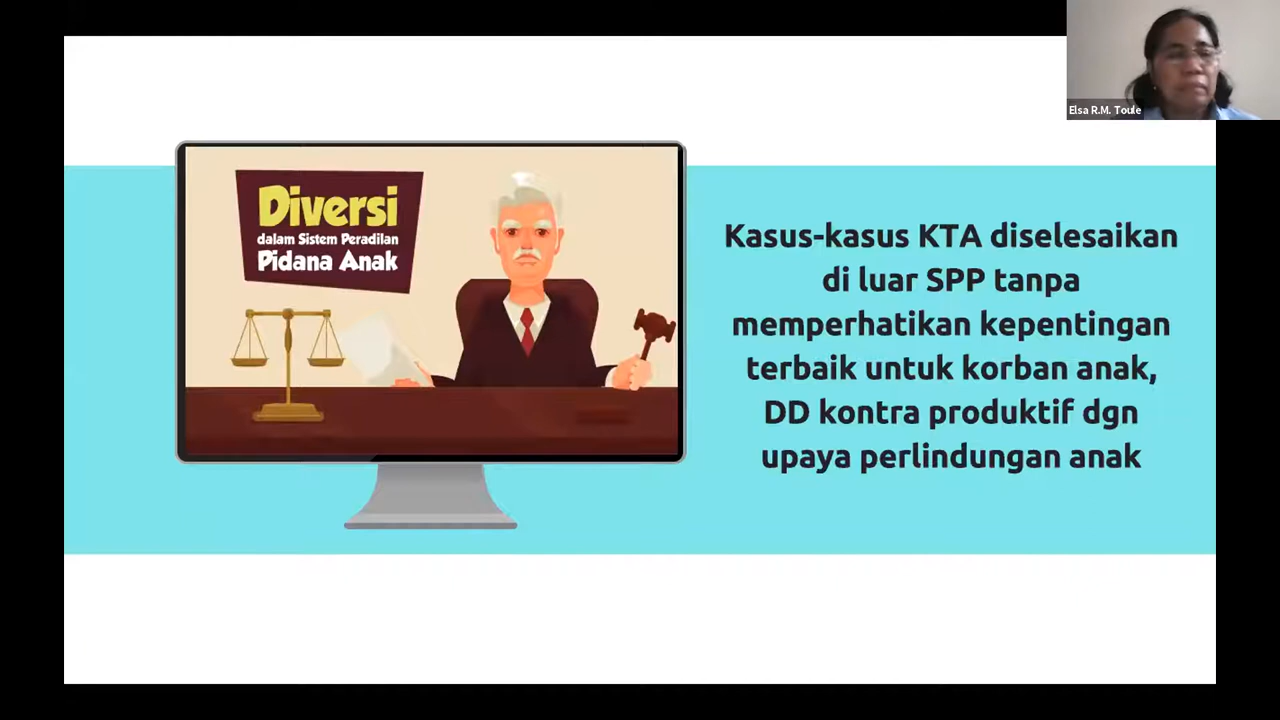 Elsa R.M. Toule
Diversi
dalam Sistem Peradilan
Pidana Anak
Kasus-kasus KTA diselesaikan
di luar SPP tanpa
memperhatikan kepentingan
terbaik untuk korban anak,
DD kontra produktif dgn
upaya perlindungan anak